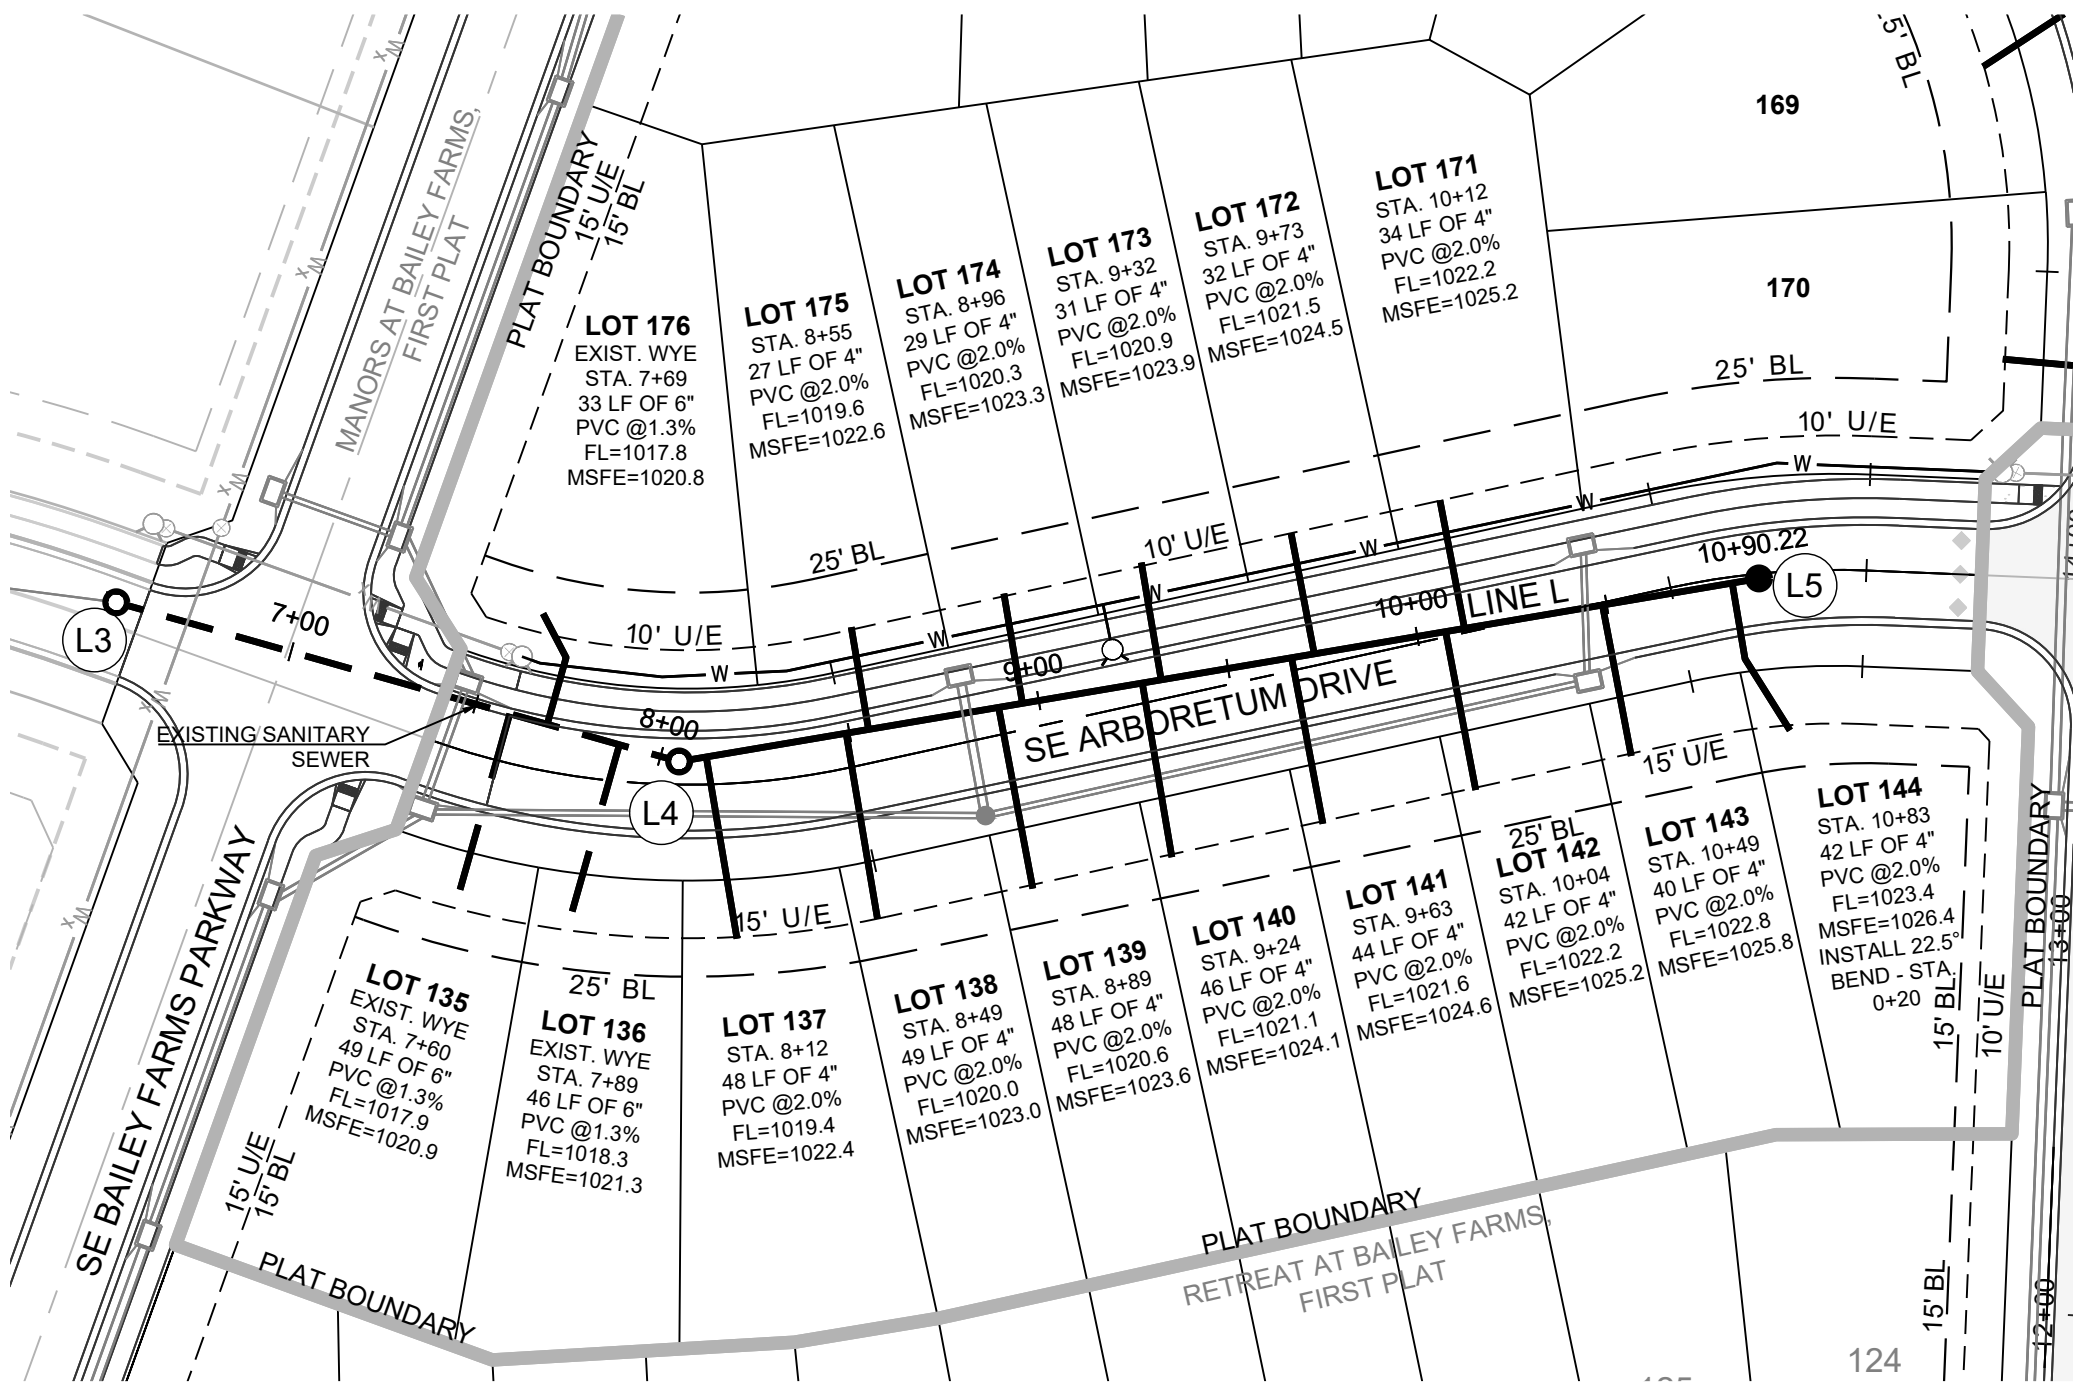 MANORS AT BAILEY FARMS,
FIRST PLAT
PLAT BOUNDARY
15' U/E
15' BL
15' BL
169
170
LOT 176
EXIST. WYE
STA. 7+69
33 LF OF 6"
PVC @1.3%
FL=1017.8
MSFE=1020.8
LOT 175
STA. 8+55
27 LF OF 4"
PVC @2.0%
FL=1019.6
MSFE=1022.6
LOT 174
STA. 8+96
29 LF OF 4"
PVC @2.0%
FL=1020.3
MSFE=1023.3
LOT 173
STA. 9+32
31 LF OF 4"
PVC @2.0%
FL=1020.9
MSFE=1023.9
LOT 172
STA. 9+73
32 LF OF 4"
PVC @2.0%
FL=1021.5
MSFE=1024.5
LOT 171
STA. 10+12
34 LF OF 4"
PVC @2.0%
FL=1022.2
MSFE=1025.2
25' BL
10' U/E
25' BL
10' U/E
10' U/E
W
W
W
W
W
W
L3
7+00
8+00
9+00
10+00
LINE L
10+90.22
L5
L4
SE ARBORETUM DRIVE
EXISTING SANITARY
SEWER
SE BAILEY FARMS PARKWAY
15' U/E
15' U/E
25' BL
25' BL
LOT 135
EXIST. WYE
STA. 7+60
49 LF OF 6"
PVC @1.3%
FL=1017.9
MSFE=1020.9
LOT 136
EXIST. WYE
STA. 7+89
46 LF OF 6"
PVC @1.3%
FL=1018.3
MSFE=1021.3
LOT 137
STA. 8+12
48 LF OF 4"
PVC @2.0%
FL=1019.4
MSFE=1022.4
LOT 138
STA. 8+49
49 LF OF 4"
PVC @2.0%
FL=1020.0
MSFE=1023.0
LOT 139
STA. 8+89
48 LF OF 4"
PVC @2.0%
FL=1020.6
MSFE=1023.6
LOT 140
STA. 9+24
46 LF OF 4"
PVC @2.0%
FL=1021.1
MSFE=1024.1
LOT 141
STA. 9+63
44 LF OF 4"
PVC @2.0%
FL=1021.6
MSFE=1024.6
LOT 142
STA. 10+04
42 LF OF 4"
PVC @2.0%
FL=1022.2
MSFE=1025.2
LOT 143
STA. 10+49
40 LF OF 4"
PVC @2.0%
FL=1022.8
MSFE=1025.8
LOT 144
STA. 10+83
42 LF OF 4"
PVC @2.0%
FL=1023.4
MSFE=1026.4
INSTALL 22.5°
BEND - STA.
0+20
15' BL
10' U/E
PLAT BOUNDARY
13+00
12+00
15' BL
15' U/E
15' BL
PLAT BOUNDARY
PLAT BOUNDARY
RETREAT AT BAILEY FARMS,
FIRST PLAT
124